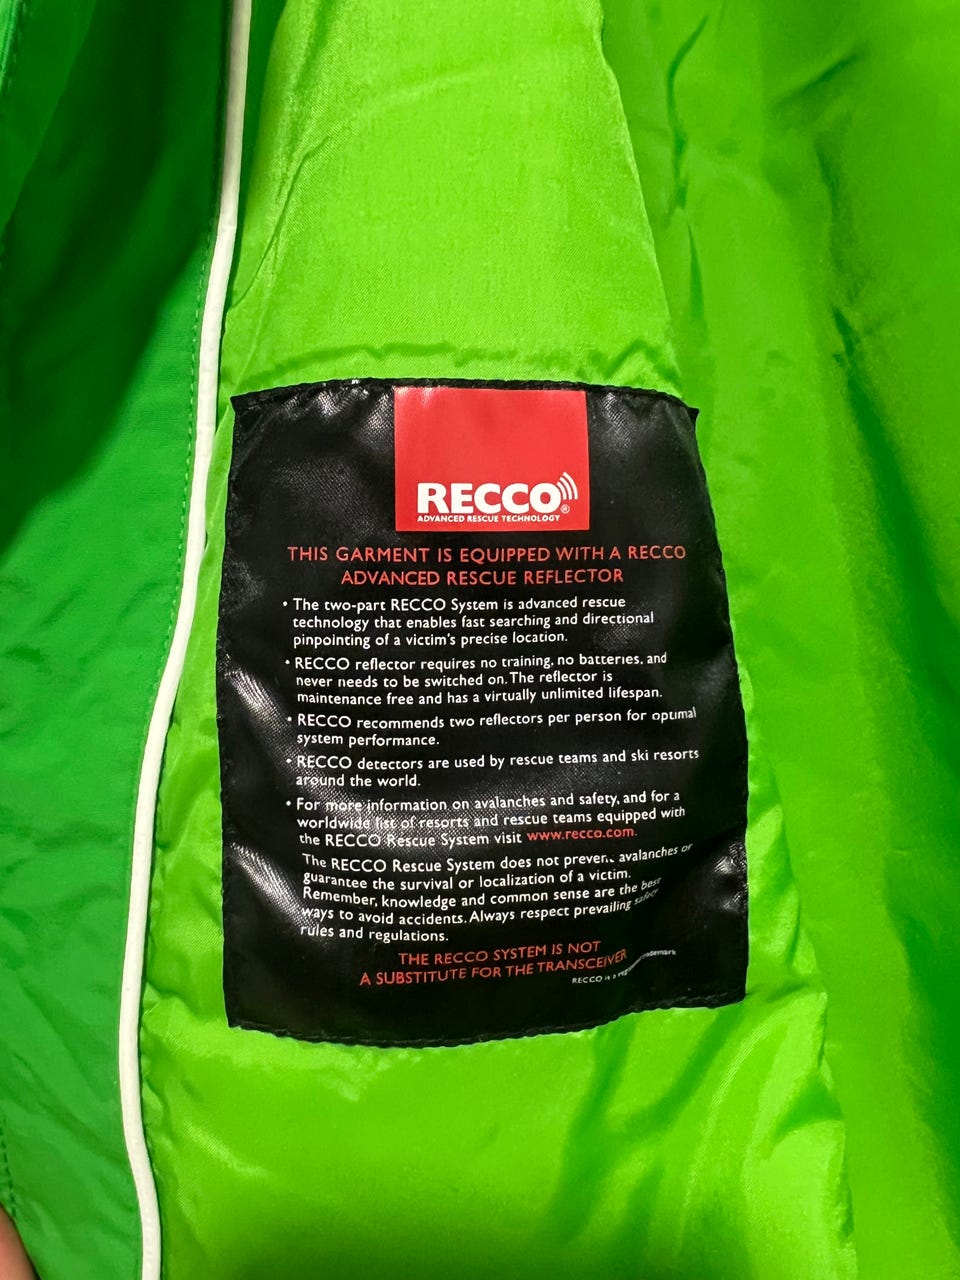 RECCO®
ADVANCED RESCUE TECHNOLOGY
THIS GARMENT IS EQUIPPED WITH A RECCO
ADVANCED RESCUE REFLECTOR
• The two-part RECCO System is advanced rescue
technology that enables fast searching and directional
pinpointing of a victim's precise location.
• RECCO reflector requires no training, no batteries, and
never needs to be switched on. The reflector is
maintenance free and has a virtually unlimited lifespan.
• RECCO recommends two reflectors per person for optimal
system performance.
• RECCO detectors are used by rescue teams and ski resorts
around the world.
• For more information on avalanches and safety, and for a
worldwide list of resorts and rescue teams equipped with
the RECCO Rescue System visit www.recco.com.
The RECCO Rescue System does not prevent avalanches or
guarantee the survival or localization of a victim.
Remember, knowledge and common sense are the best
ways to avoid accidents. Always respect prevailing safety
rules and regulations.
THE RECCO SYSTEM IS NOT
A SUBSTITUTE FOR THE TRANSCEIVER
RECCO is a trademark